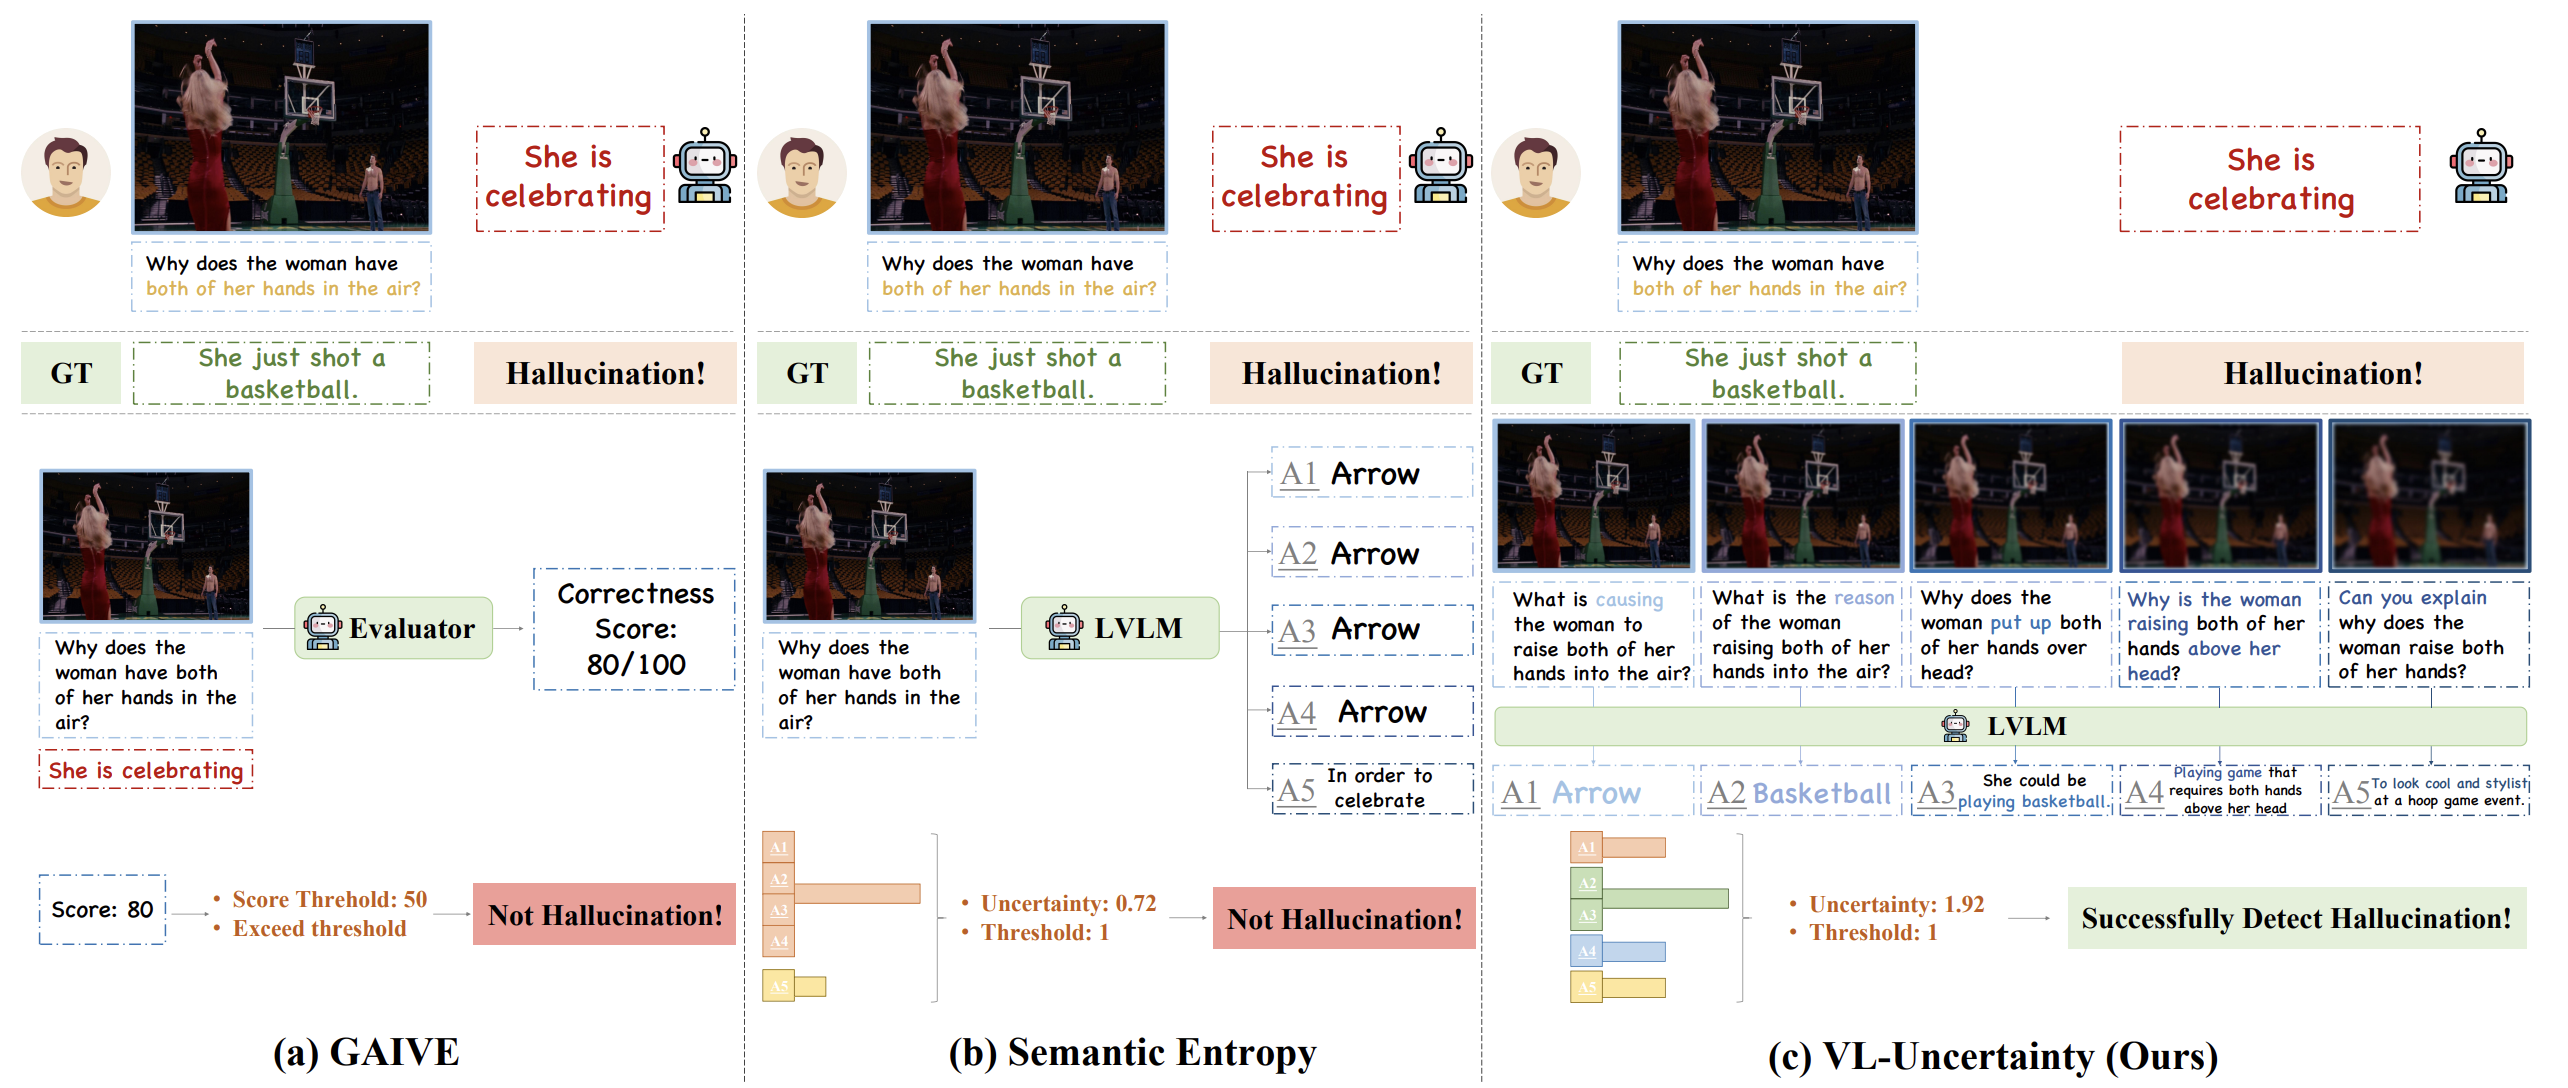 She is
celebrating
Why does the woman have
both of her hands in the air?
GT
She just shot a
basketball.
Hallucination!
Why does the
woman have both
of her hands in the
air?
She is celebrating
Evaluator
Correctness
Score:
80/100
Score: 80
• Score Threhold: 50
• Exceed threshold
Not Hallucination!
(a) GAIVE
She is
celebrating
Why does the woman have
both of her hands in the air?
GT
She just shot a
basketball.
Hallucination!
Why does the
woman have both
of her hands in the
air?
LVLM
A1 Arrow
A2 Arrow
A3 Arrow
A4 Arrow
A5 In order to
celebrate
A1
A2
A3
A4
A5
• Uncertainty: 0.72
• Threshold: 1
Not Hallucination!
(b) Semantic Entropy
She is
celebrating
Why does the woman have
both of her hands in the air?
GT
She just shot a
basketball.
Hallucination!
What is causing
the woman to
raise both of her
hands into the air?
What is the reason
of the woman
raising both of her
hands into the air?
Why does the
woman put up both
of her hands over
head?
Why is the woman
raising both of her
hands above her
head?
Can you explain
why does the
woman raise both
of her hands?
LVLM
A1 Arrow
A2 Basketball
A3 She could be
playing basketball.
A4 Playing game that
requires both hands
above her head
A5 To look cool and stylist
at a hoop game event.
A1
A2
A3
A4
A5
• Uncertainty: 1.92
• Threshold: 1
Successfully Detect Hallucination!
(c) VL-Uncertainty (Ours)